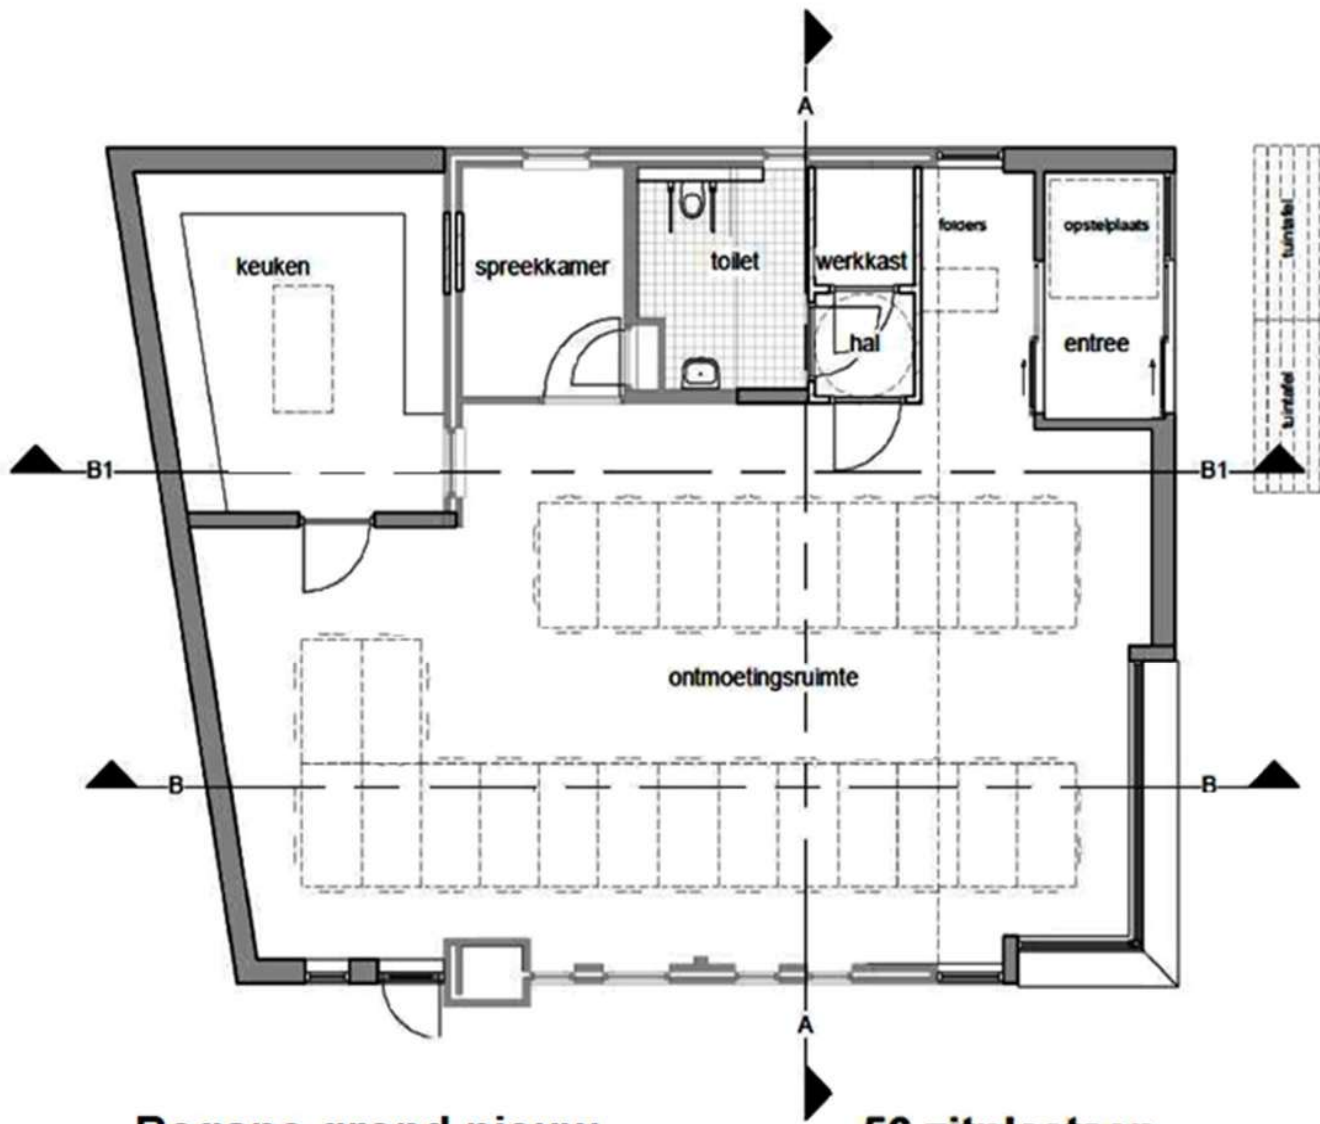 A
folders
opstelplaats
tuintafel
keuken
spreekkamer
toilet
werkkast
hal
entree
tuintafel
B1
B1
ontmoetingsruimte
B
B
A